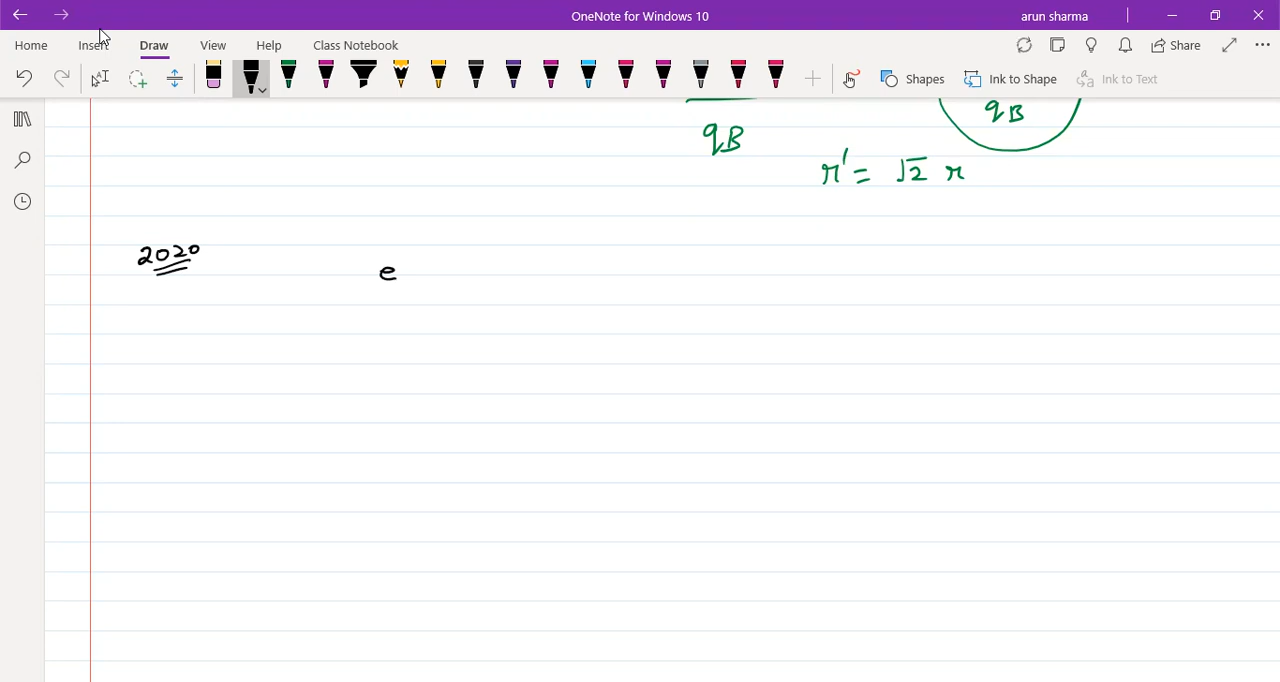 OneNote for Windows 10
arun sharma
Home Insert Draw View Help Class Notebook
Share
Shapes Ink to Shape Ink to Text
qB
qB
r' = √2 r
2020
e